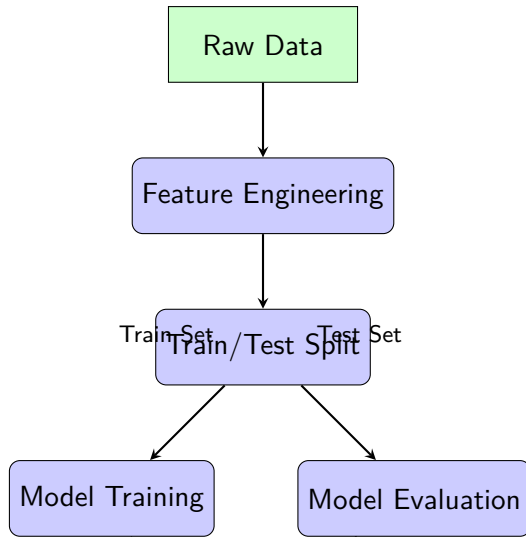 Raw Data
Feature Engineering
Train Set
Test Set
Train/Test Split
Model Training
Model Evaluation